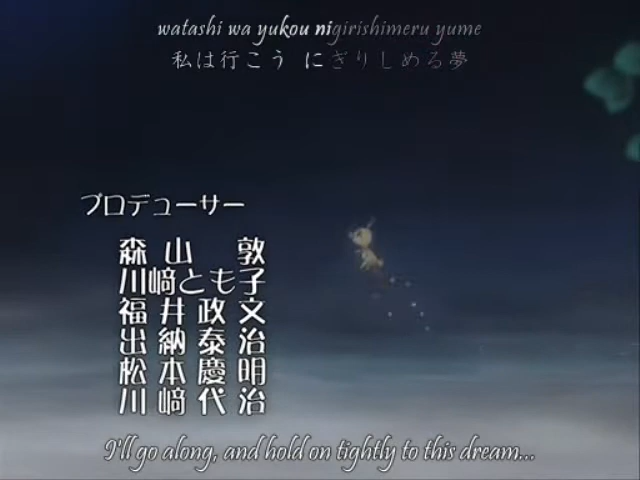 watashi wa yukou nigirishimeru yume
私は行こう にぎりしめる夢
プロデューサー
森山 敦
川﨑とも子
福井政文
出納泰治
松本慶明
川﨑代治
I'll go along, and hold on tightly to this dream...